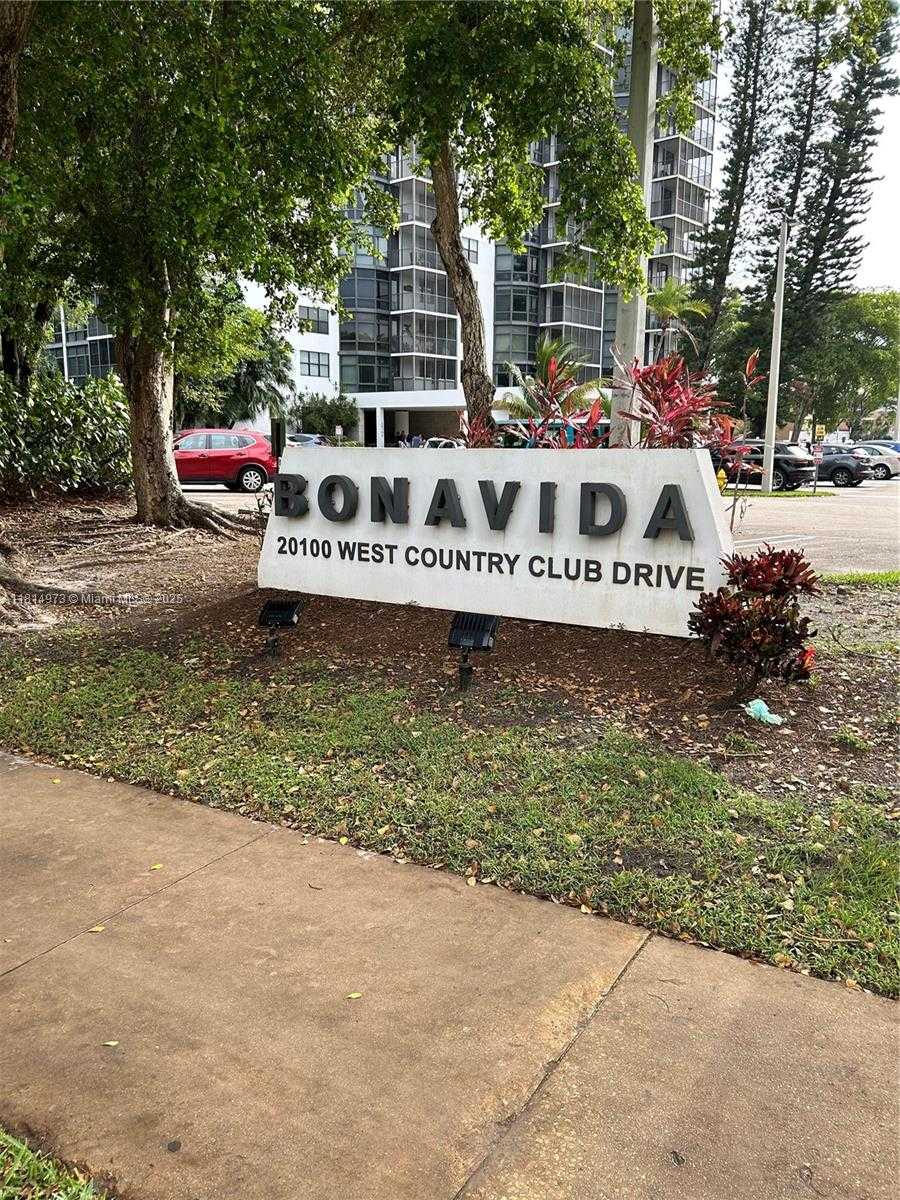 BONAVIDA
20100 WEST COUNTRY CLUB DRIVE